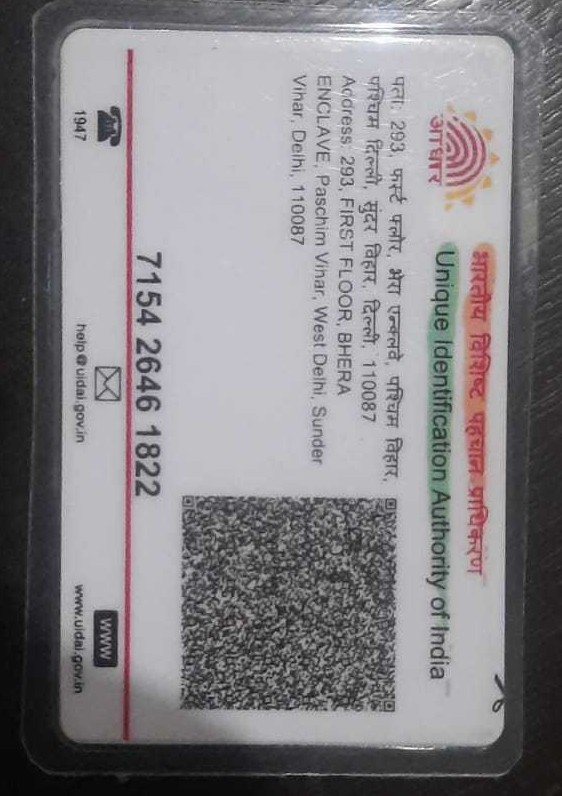 भारतीय विशिष्ट पहचान प्राधिकरण
Unique Identification Authority of India
आधार
पता: 293, फर्स्ट फ्लोर, भेरा एन्क्लवे, पश्चिम विहार,
पश्चिम दिल्ली, सुंदर विहार, दिल्ली, 110087
Address: 293, FIRST FLOOR, BHERA
ENCLAVE, Paschim Vihar, West Delhi, Sunder
Vihar, Delhi, 110087
7154 2646 1822
1947
help@uidai.gov.in
www
www.uidai.gov.in